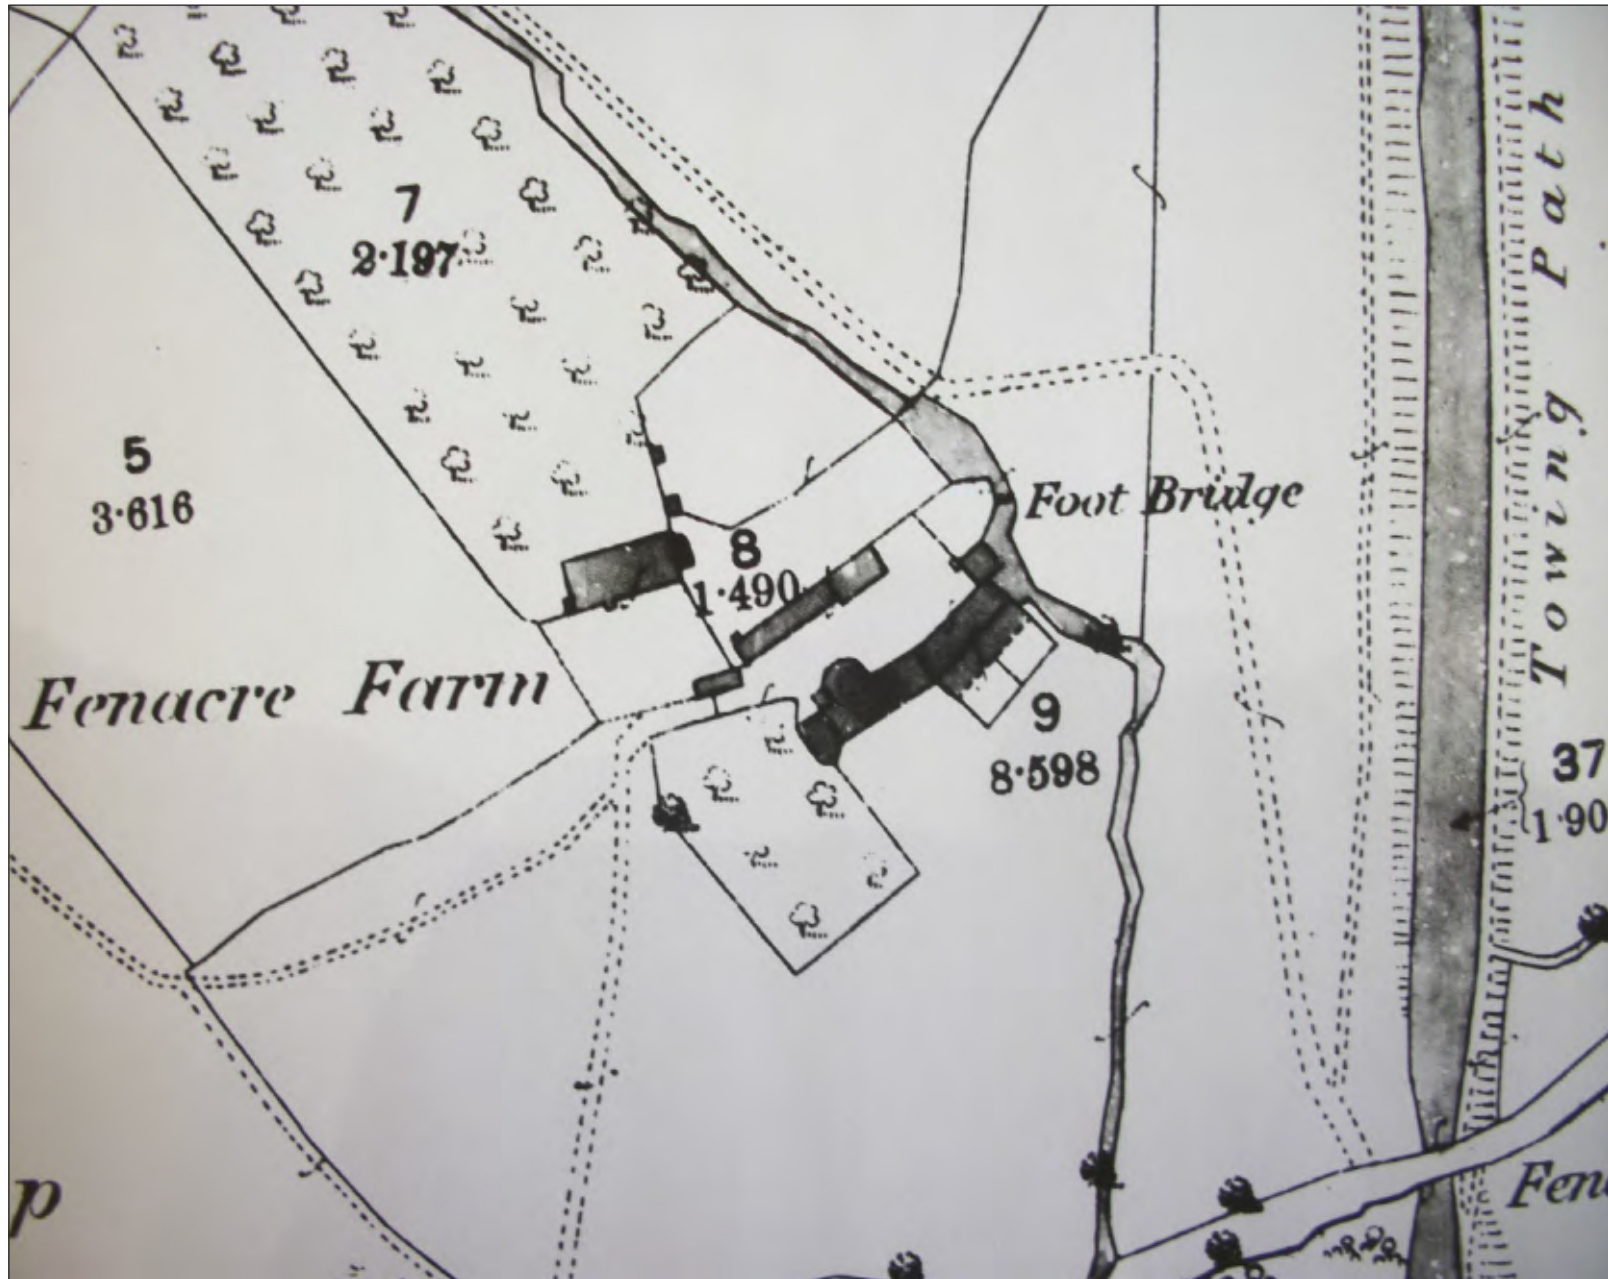 7
2·197
5
3·616
Foot Bridge
8
1·490
Fenacre Farm
9
8·598
Towing Path
37
1·90
p
Fen